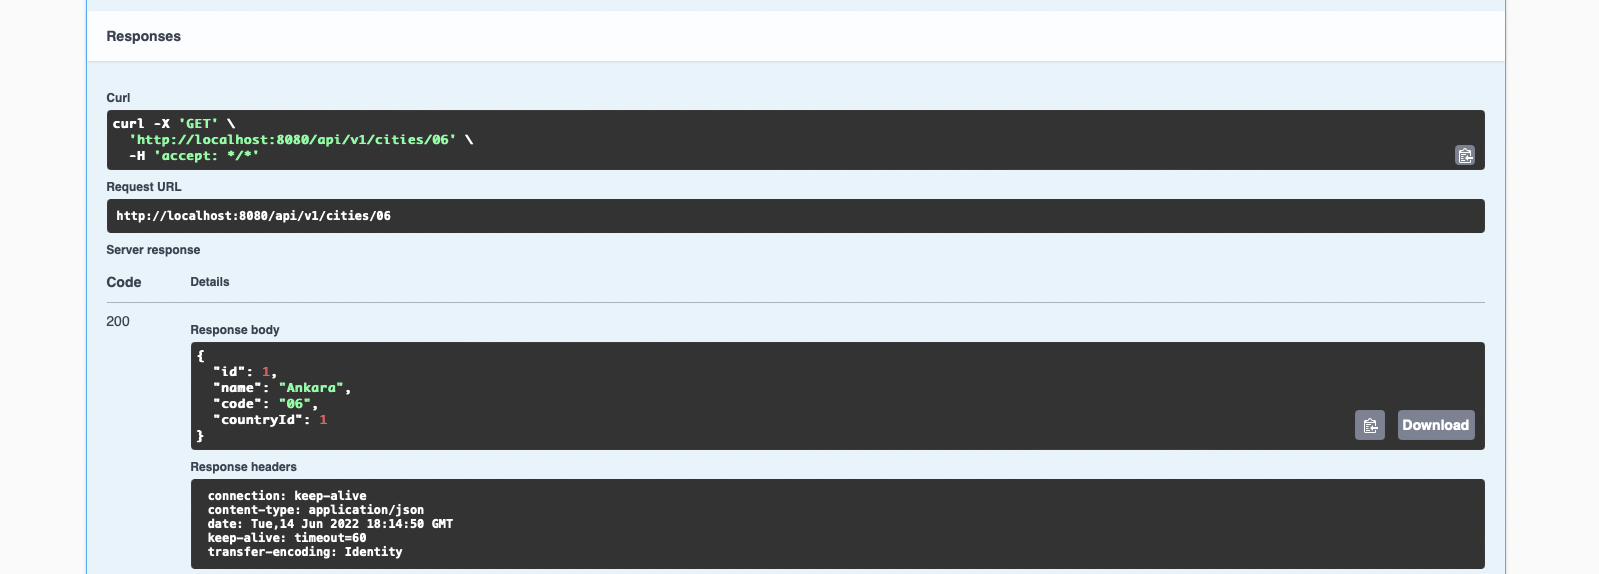 Responses
Curl
curl -X 'GET' \
  'http://localhost:8080/api/v1/cities/06' \
  -H 'accept: */*'
Request URL
http://localhost:8080/api/v1/cities/06
Server response
Code Details
200
Response body
{
  "id": 1,
  "name": "Ankara",
  "code": "06",
  "countryId": 1
}
Download
Response headers
connection: keep-alive
content-type: application/json
date: Tue,14 Jun 2022 18:14:50 GMT
keep-alive: timeout=60
transfer-encoding: Identity